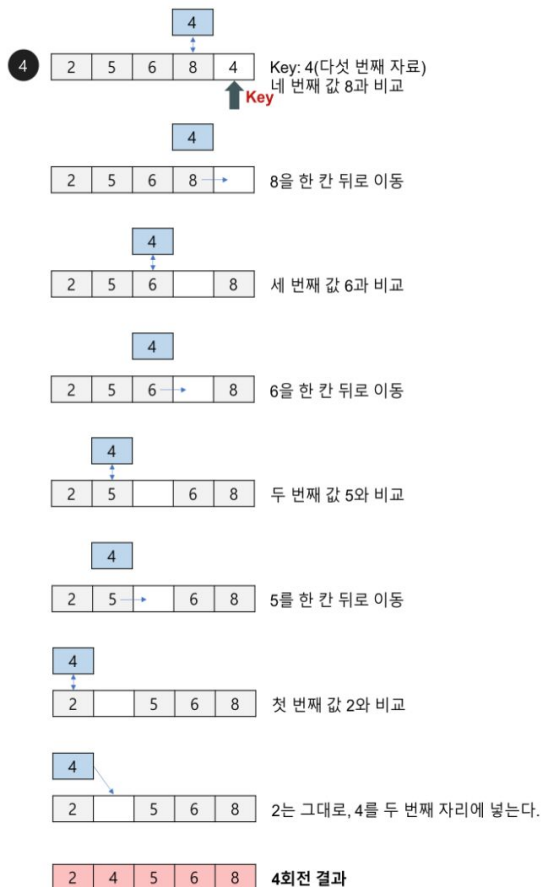 4
4 2 5 6 8 4 Key: 4(다섯 번째 자료)
네 번째 값 8과 비교
Key
4
2 5 6 8 8을 한 칸 뒤로 이동
4
2 5 6 8 세 번째 값 6과 비교
4
2 5 6 8 6을 한 칸 뒤로 이동
4
2 5 6 8 두 번째 값 5와 비교
4
2 5 6 8 5를 한 칸 뒤로 이동
4
2 5 6 8 첫 번째 값 2와 비교
4
2 5 6 8 2는 그대로, 4를 두 번째 자리에 넣는다.
2 4 5 6 8 4회전 결과